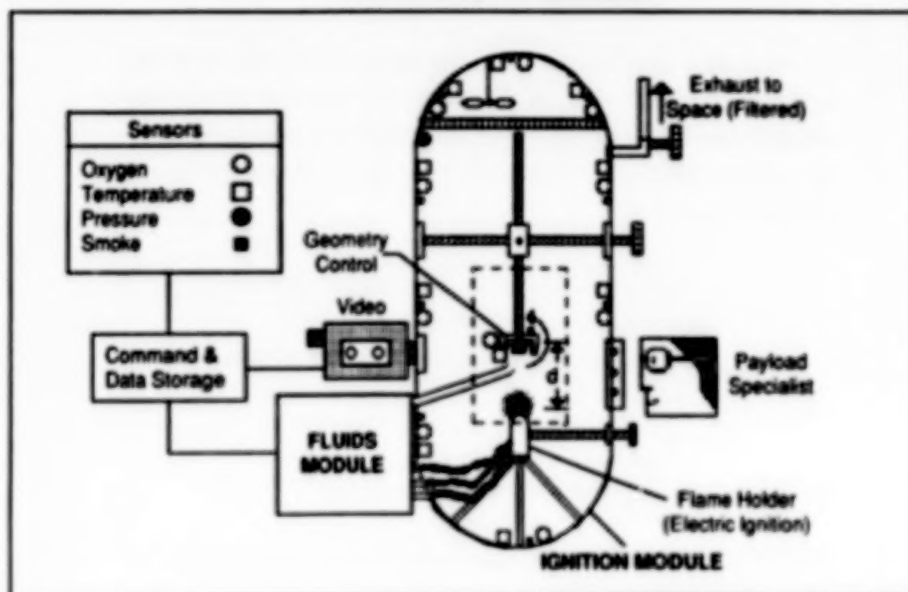 Sensors
Oxygen
Temperature
Pressure
Smoke
Exhaust to
Space (Filtered)
Geometry
Control
Video
Command &
Data Storage
d
Payload
Specialist
FLUIDS
MODULE
Flame Holder
(Electric Ignition)
IGNITION MODULE